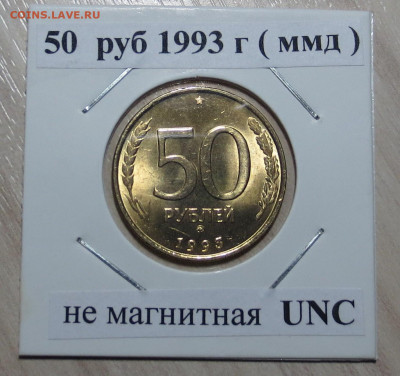 COINS.LAVE.RU
50 руб 1993 г ( ммд )
50
РУБЛЕЙ
1993
не магнитная UNC